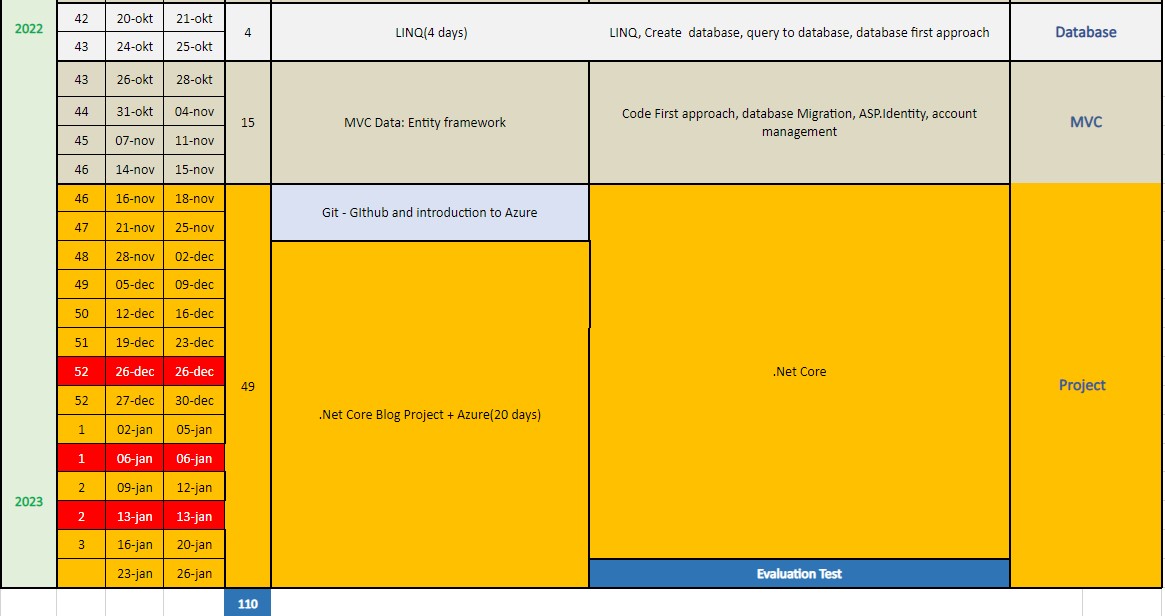 2022
42 20-okt 21-okt 4 LINQ(4 days) LINQ, Create database, query to database, database first approach Database
43 24-okt 25-okt
43 26-okt 28-okt 15 MVC Data: Entity framework Code First approach, database Migration, ASP.Identity, account
management MVC
44 31-okt 04-nov
45 07-nov 11-nov
46 14-nov 15-nov
46 16-nov 18-nov 49 Git - GIthub and introduction to Azure .Net Core Project
47 21-nov 25-nov
48 28-nov 02-dec .Net Core Blog Project + Azure(20 days)
49 05-dec 09-dec
50 12-dec 16-dec
51 19-dec 23-dec
52 26-dec 26-dec
52 27-dec 30-dec
1 02-jan 05-jan
1 06-jan 06-jan
2 09-jan 12-jan
2023
2 13-jan 13-jan
3 16-jan 20-jan
23-jan 26-jan Evaluation Test
110